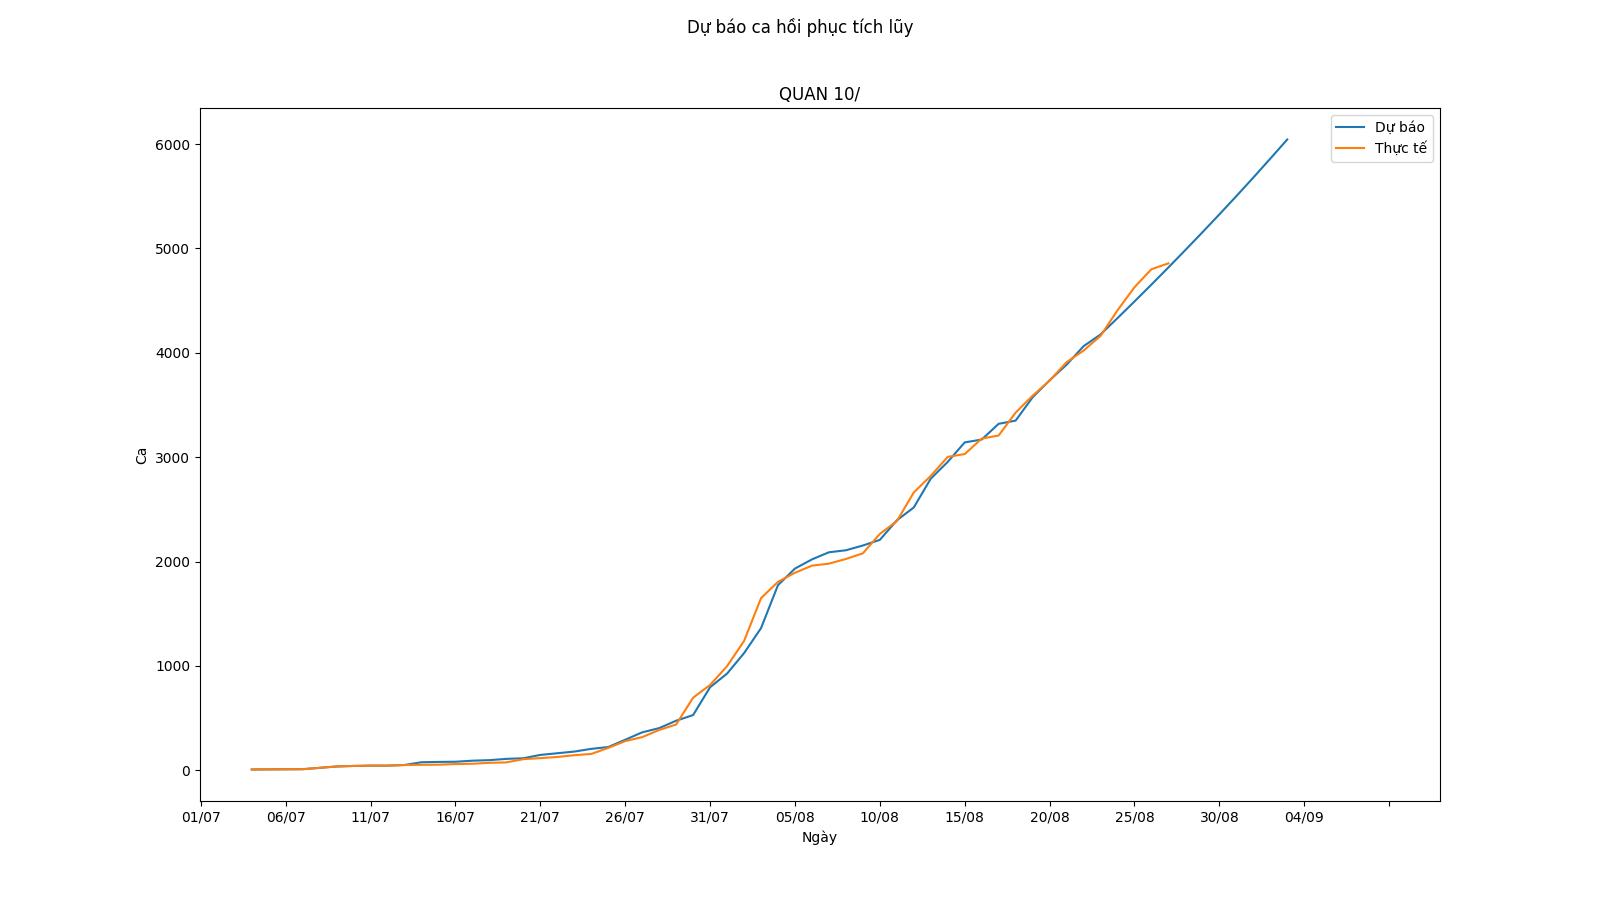 Dự báo ca hồi phục tích lũy
QUAN 10/
Dự báo
Thực tế
6000
5000
4000
3000
2000
1000
0
Ca
01/07 06/07 11/07 16/07 21/07 26/07 31/07 05/08 10/08 15/08 20/08 25/08 30/08 04/09
Ngày